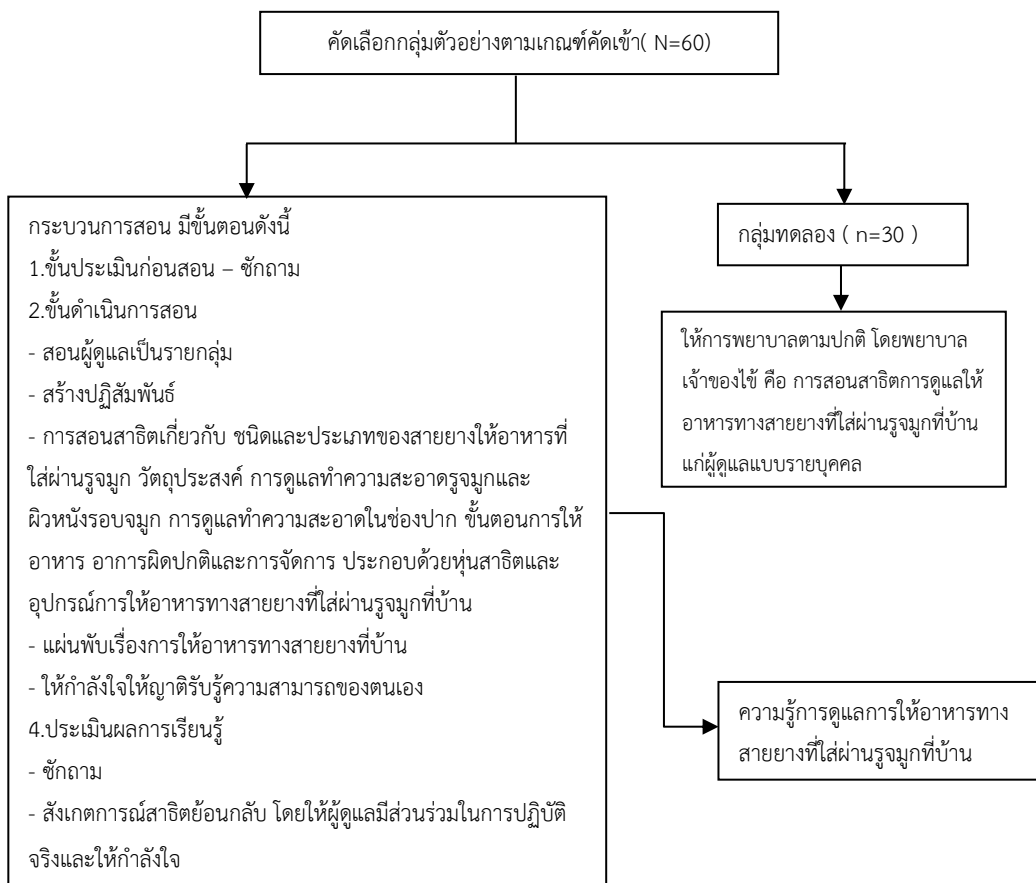 คัดเลือกกลุ่มตัวอย่างตามเกณฑ์คัดเข้า( N=60)
กระบวนการสอน มีขั้นตอนดังนี้
1.ขั้นประเมินก่อนสอน – ซักถาม
2.ขั้นดำเนินการสอน
- สอนผู้ดูแลเป็นรายกลุ่ม
- สร้างปฏิสัมพันธ์
- การสอนสาธิตเกี่ยวกับ ชนิดและประเภทของสายยางให้อาหารที่
ใส่ผ่านรูจมูก วัตถุประสงค์ การดูแลทำความสะอาดรูจมูกและ
ผิวหนังรอบจมูก การดูแลทำความสะอาดในช่องปาก ขั้นตอนการให้
อาหาร อาการผิดปกติและการจัดการ ประกอบด้วยหุ่นสาธิตและ
อุปกรณ์การให้อาหารทางสายยางที่ใส่ผ่านรูจมูกที่บ้าน
- แผ่นพับเรื่องการให้อาหารทางสายยางที่บ้าน
- ให้กำลังใจให้ญาติรับรู้ความสามารถของตนเอง
4.ประเมินผลการเรียนรู้
- ซักถาม
- สังเกตการณ์สาธิตย้อนกลับ โดยให้ผู้ดูแลมีส่วนร่วมในการปฏิบัติ
จริงและให้กำลังใจ
กลุ่มทดลอง ( n=30 )
ให้การพยาบาลตามปกติ โดยพยาบาล
เจ้าของไข้ คือ การสอนสาธิตการดูแลให้
อาหารทางสายยางที่ใส่ผ่านรูจมูกที่บ้าน
แก่ผู้ดูแลแบบรายบุคคล
ความรู้การดูแลการให้อาหารทาง
สายยางที่ใส่ผ่านรูจมูกที่บ้าน